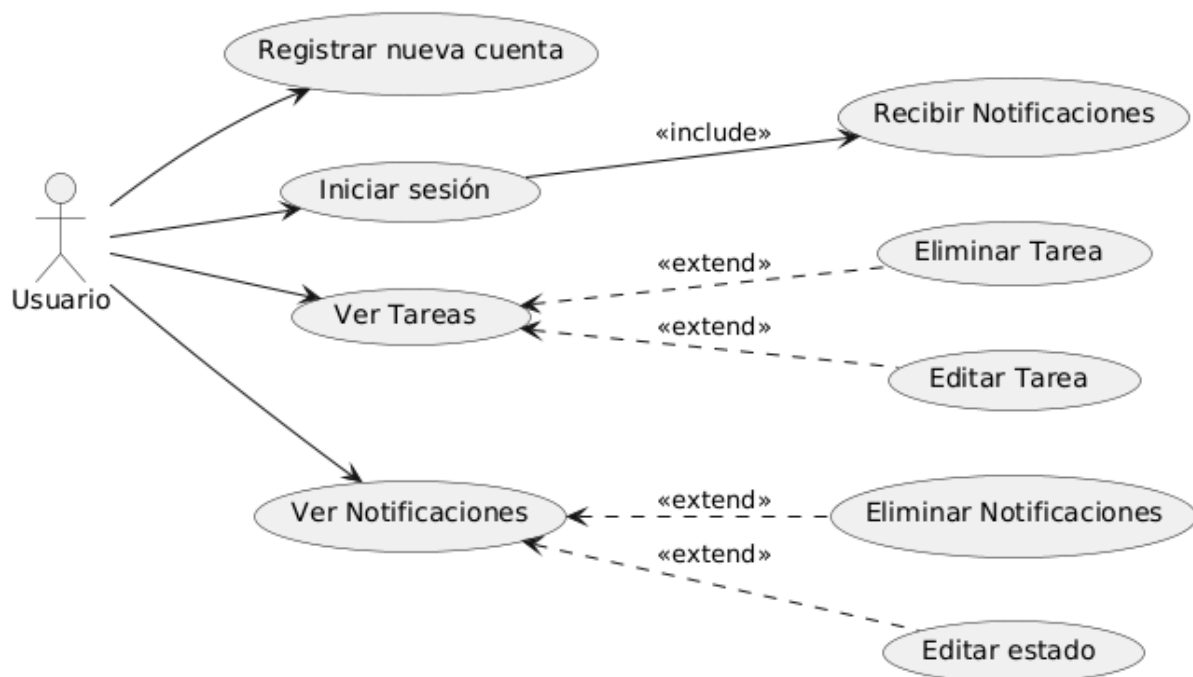 Registrar nueva cuenta
Recibir Notificaciones
«include»
Iniciar sesión
Eliminar Tarea
«extend»
Usuario
Ver Tareas
«extend»
Editar Tarea
«extend»
Ver Notificaciones
Eliminar Notificaciones
«extend»
Editar estado